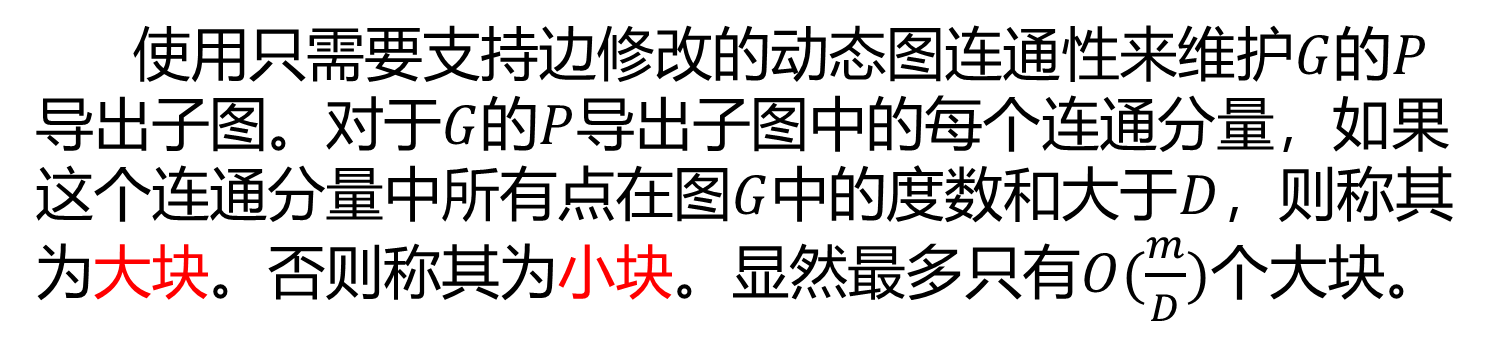 使用只需要支持边修改的动态图连通性来维护G的P
导出子图。对于G的P导出子图中的每个连通分量，如果
这个连通分量中所有点在图G中的度数和大于D，则称其
为大块。否则称其为小块。显然最多只有O(m/D)个大块。